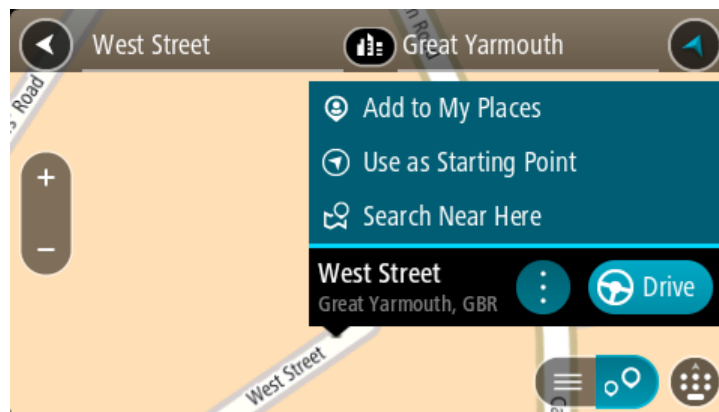 West Street
Great Yarmouth
Road
Road
Add to My Places
Use as Starting Point
Search Near Here
West Street
Great Yarmouth, GBR
Drive
West Street